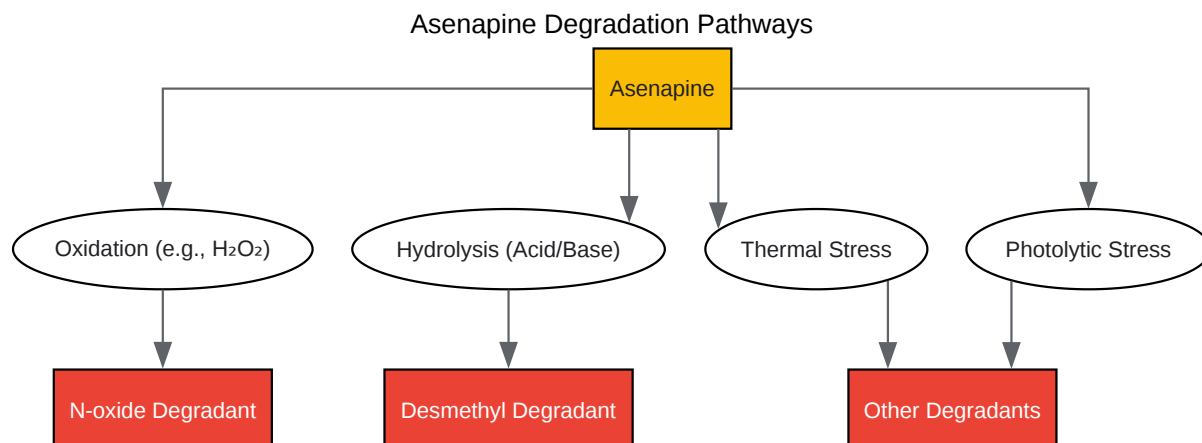 Asenapine Degradation Pathways
Asenapine
Oxidation (e.g., H₂O₂)
Hydrolysis (Acid/Base)
Thermal Stress
Photolytic Stress
N-oxide Degradant
Desmethyl Degradant
Other Degradants